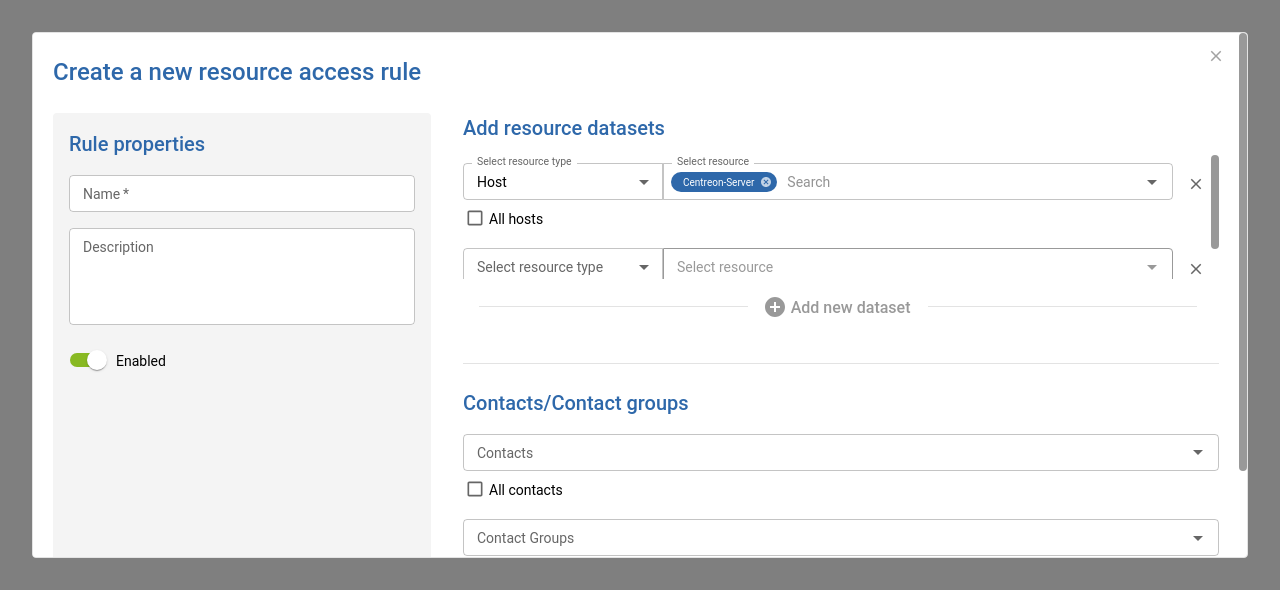 Create a new resource access rule
Rule properties
Name *
Description
Enabled
Add resource datasets
Select resource type
Host
Select resource
Centreon-Server
Search
All hosts
Select resource type
Select resource
Add new dataset
Contacts/Contact groups
Contacts
All contacts
Contact Groups